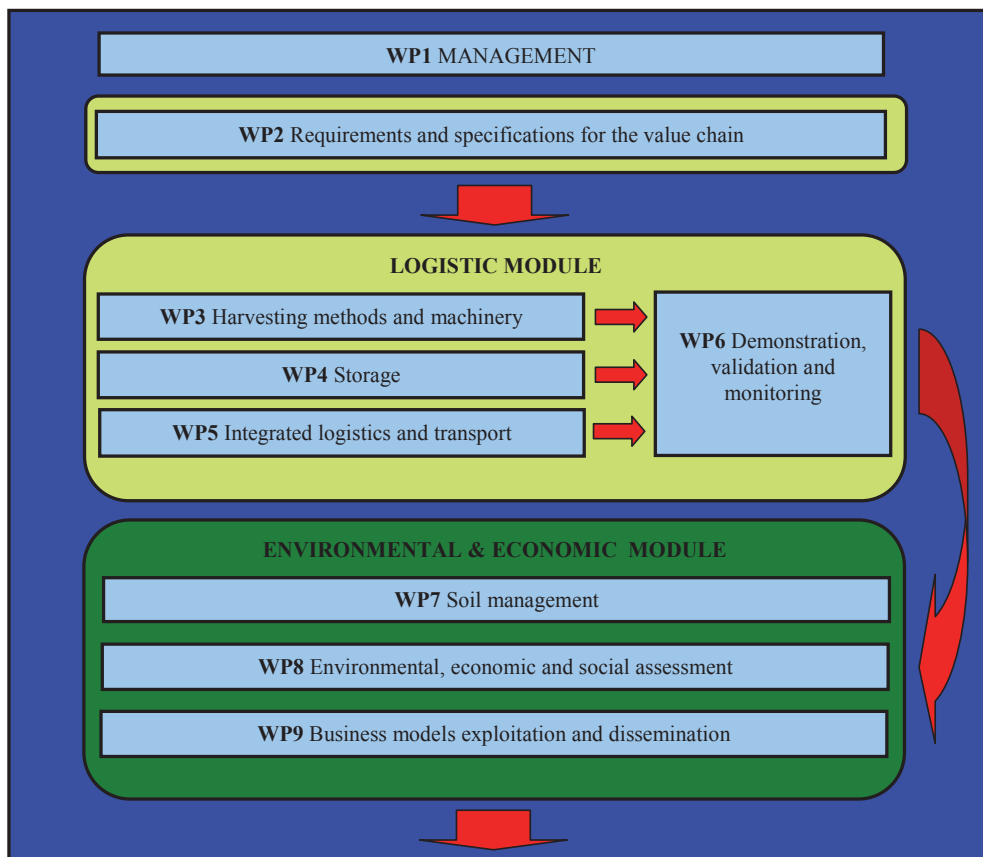 WP1 MANAGEMENT
WP2 Requirements and specifications for the value chain
LOGISTIC MODULE
WP3 Harvesting methods and machinery
WP4 Storage
WP5 Integrated logistics and transport
WP6 Demonstration,
validation and
monitoring
ENVIRONMENTAL & ECONOMIC MODULE
WP7 Soil management
WP8 Environmental, economic and social assessment
WP9 Business models exploitation and dissemination